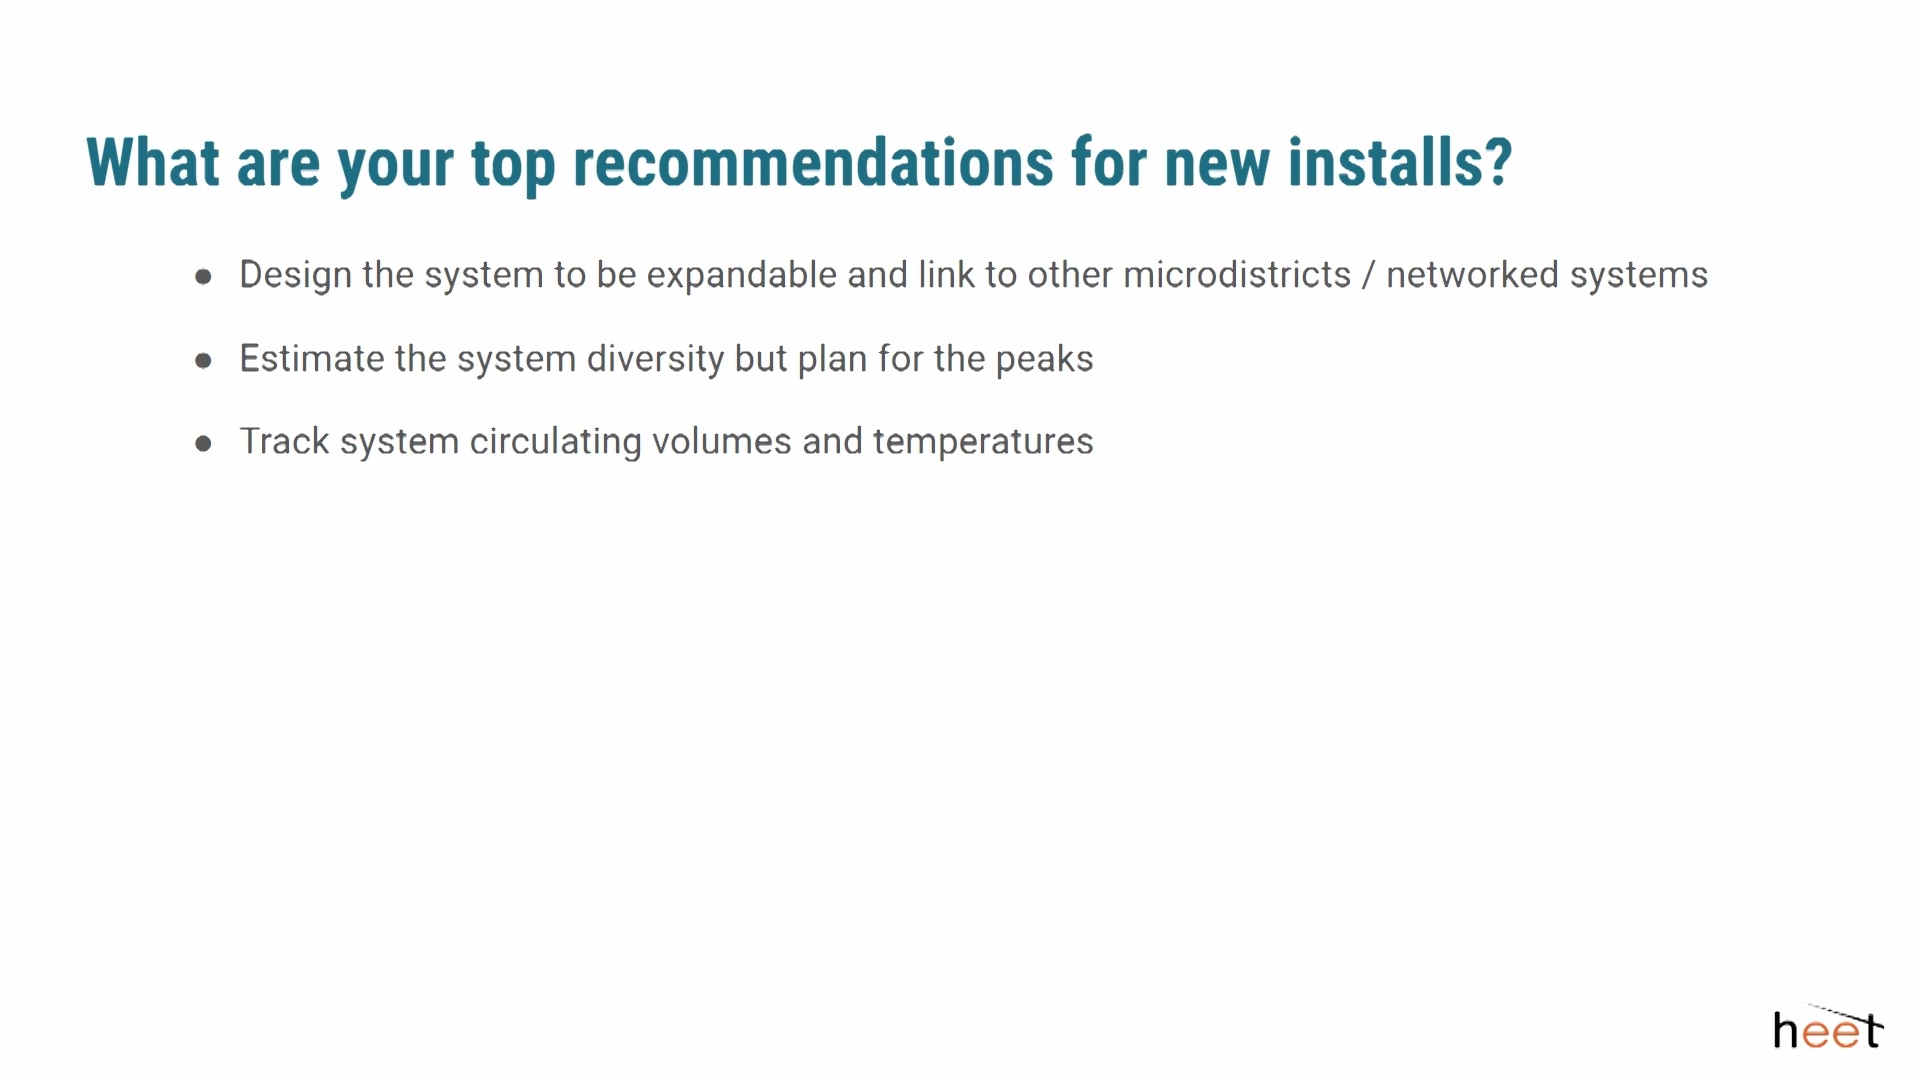 What are your top recommendations for new installs?
● Design the system to be expandable and link to other microdistricts / networked systems
● Estimate the system diversity but plan for the peaks
● Track system circulating volumes and temperatures
heet